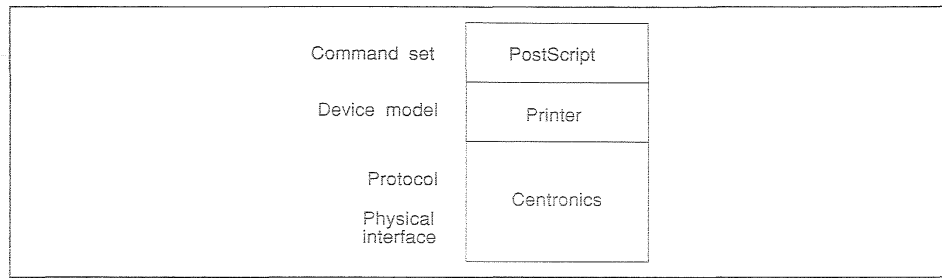 Command set PostScript
Device model Printer
Protocol
Centronics
Physical
interface